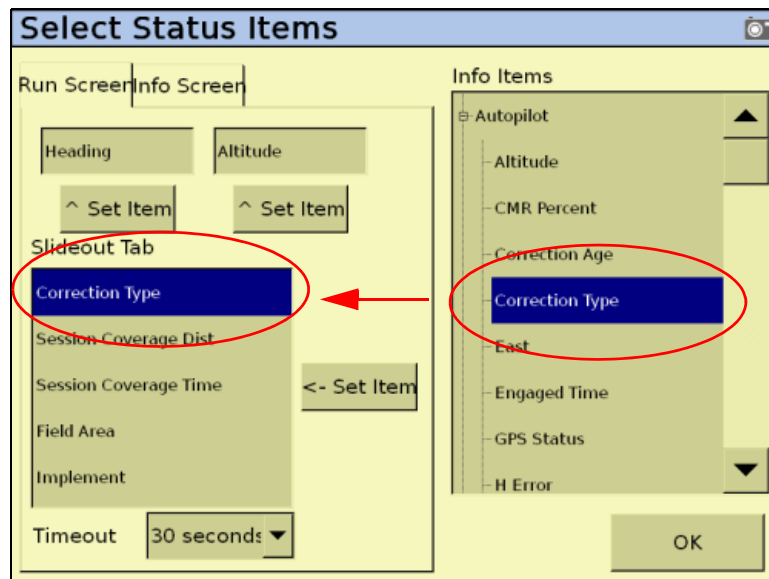 Select Status Items
Run Screen
Info Screen
Heading
Altitude
^ Set Item
^ Set Item
Slideout Tab
Correction Type
Session Coverage Dist
Session Coverage Time
Field Area
Implement
<- Set Item
Timeout
30 seconds
Info Items
Autopilot
Altitude
CMR Percent
Correction Age
Correction Type
East
Engaged Time
GPS Status
H Error
OK